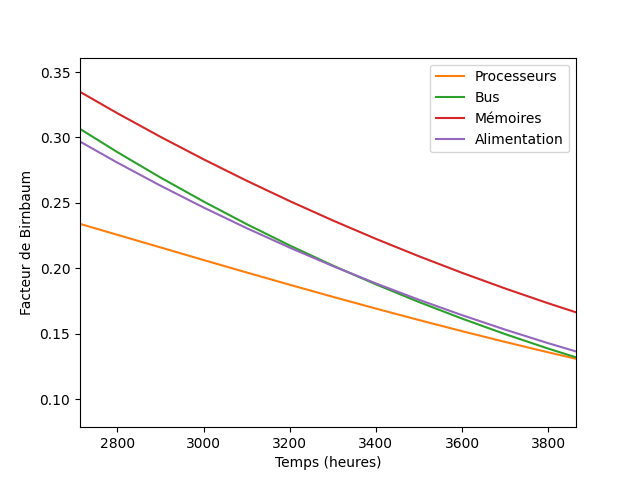 0.35
0.30
0.25
0.20
0.15
0.10
Facteur de Birnbaum
Processeurs
Bus
Mémoires
Alimentation
2800 3000 3200 3400 3600 3800
Temps (heures)